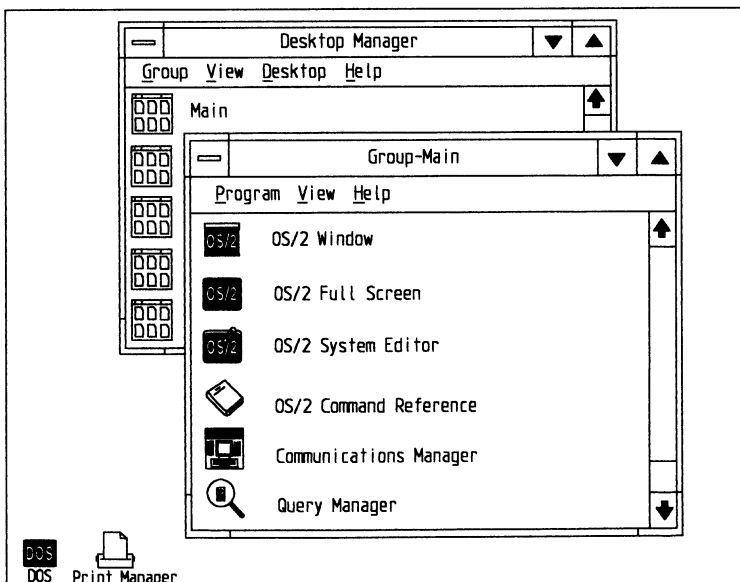 Desktop Manager
Group View Desktop Help
Main
Group-Main
Program View Help
OS/2 OS/2 Window
OS/2 OS/2 Full Screen
OS/2 OS/2 System Editor
OS/2 Command Reference
Communications Manager
Query Manager
DOS
DOS Print Manager